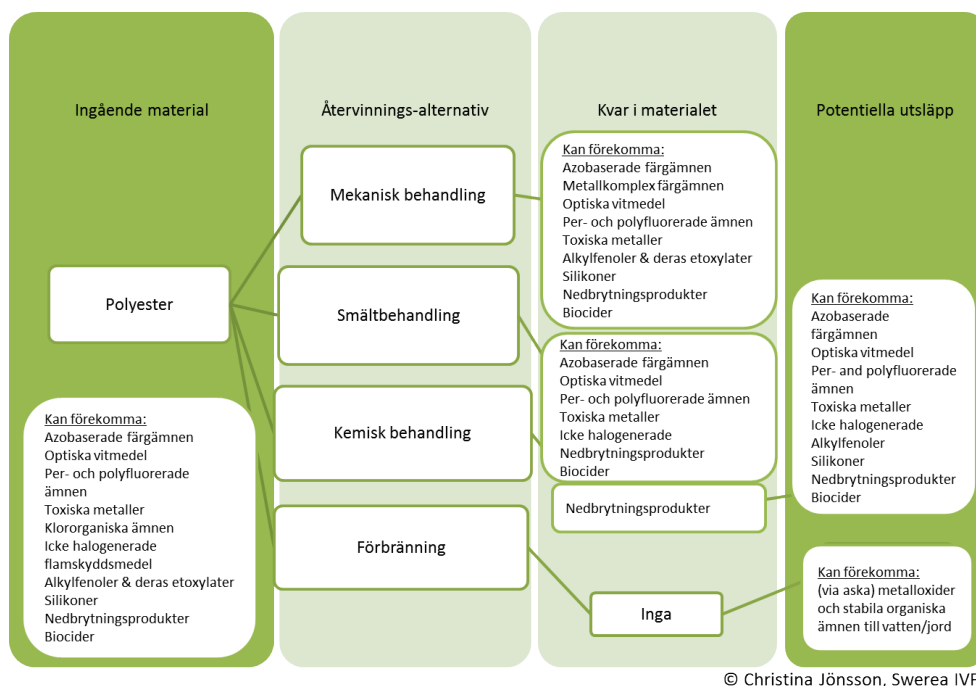 Ingående material
Återvinnings-alternativ
Kvar i materialet
Potentiella utsläpp
Polyester
Kan förekomma:
Azobaserade färgämnen
Optiska vitmedel
Per- och polyfluorerade
ämnen
Toxiska metaller
Klororganiska ämnen
Icke halogenerade
flamskyddsmedel
Alkylfenoler & deras etoxylater
Silikoner
Nedbrytningsprodukter
Biocider
Mekanisk behandling
Smältbehandling
Kemisk behandling
Förbränning
Kan förekomma:
Azobaserade färgämnen
Metallkomplex färgämnen
Optiska vitmedel
Per- och polyfluorerade ämnen
Toxiska metaller
Alkylfenoler & deras etoxylater
Silikoner
Nedbrytningsprodukter
Biocider
Kan förekomma:
Azobaserade färgämnen
Optiska vitmedel
Per- och polyfluorerade ämnen
Toxiska metaller
Icke halogenerade
Nedbrytningsprodukter
Biocider
Nedbrytningsprodukter
Inga
Kan förekomma:
Azobaserade
färgämnen
Optiska vitmedel
Per- and polyfluorerade
ämnen
Toxiska metaller
Icke halogenerade
Alkylfenoler
Silikoner
Nedbrytningsprodukter
Biocider
Kan förekomma:
(via aska) metalloxider
och stabila organiska
ämnen till vatten/jord
© Christina Jönsson, Swerea IVF